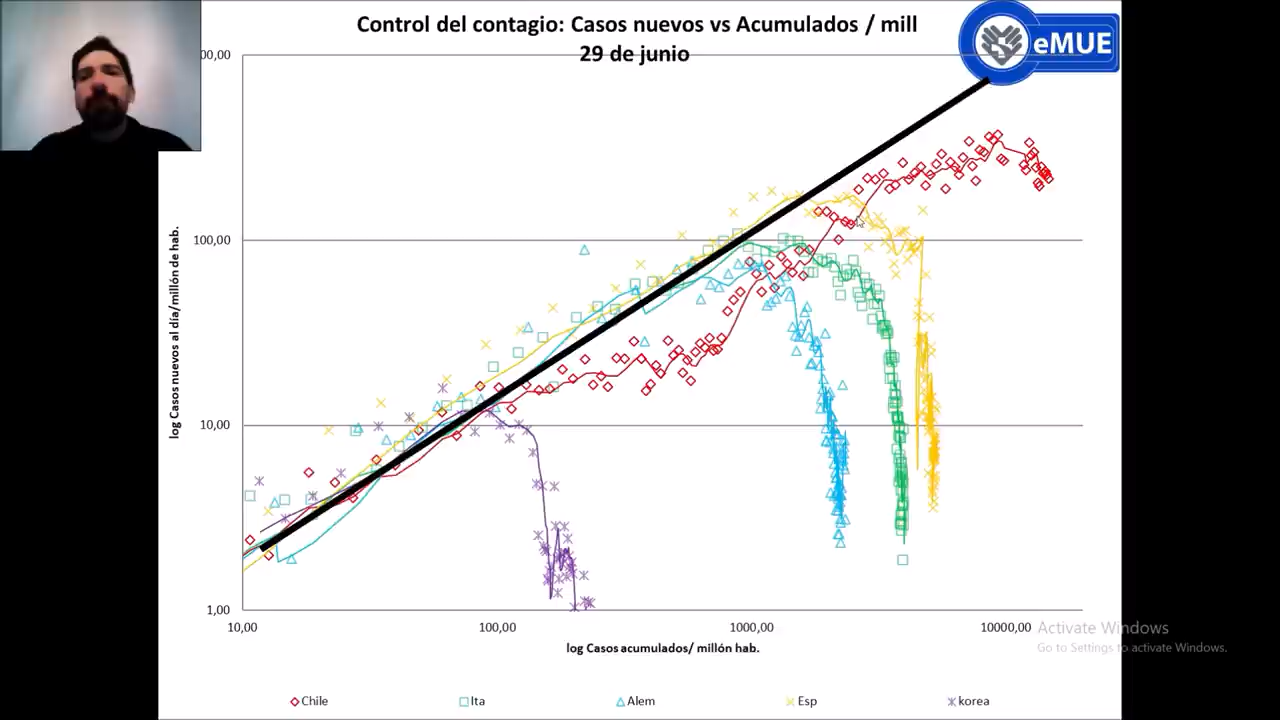 Control del contagio: Casos nuevos vs Acumulados / mill
29 de junio
eMUE
00,00
100,00
10,00
1,00
log Casos nuevos al día/millón de hab.
10,00
100,00
1000,00
10000,00
log Casos acumulados/ millón hab.
Activate Windows
Go to Settings to activate Windows.
Chile
Ita
Alem
Esp
korea